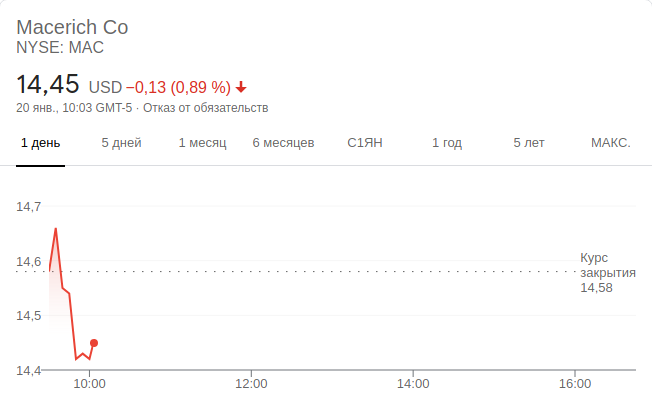 Macerich Co
NYSE: MAC
14,45 USD −0,13 (0,89 %)
20 янв., 10:03 GMT-5 · Отказ от обязательств
1 день 5 дней 1 месяц 6 месяцев С1ЯН 1 год 5 лет МАКС.
14,7
14,6
14,5
14,4
Курс
закрытия
14,58
10:00 12:00 14:00 16:00